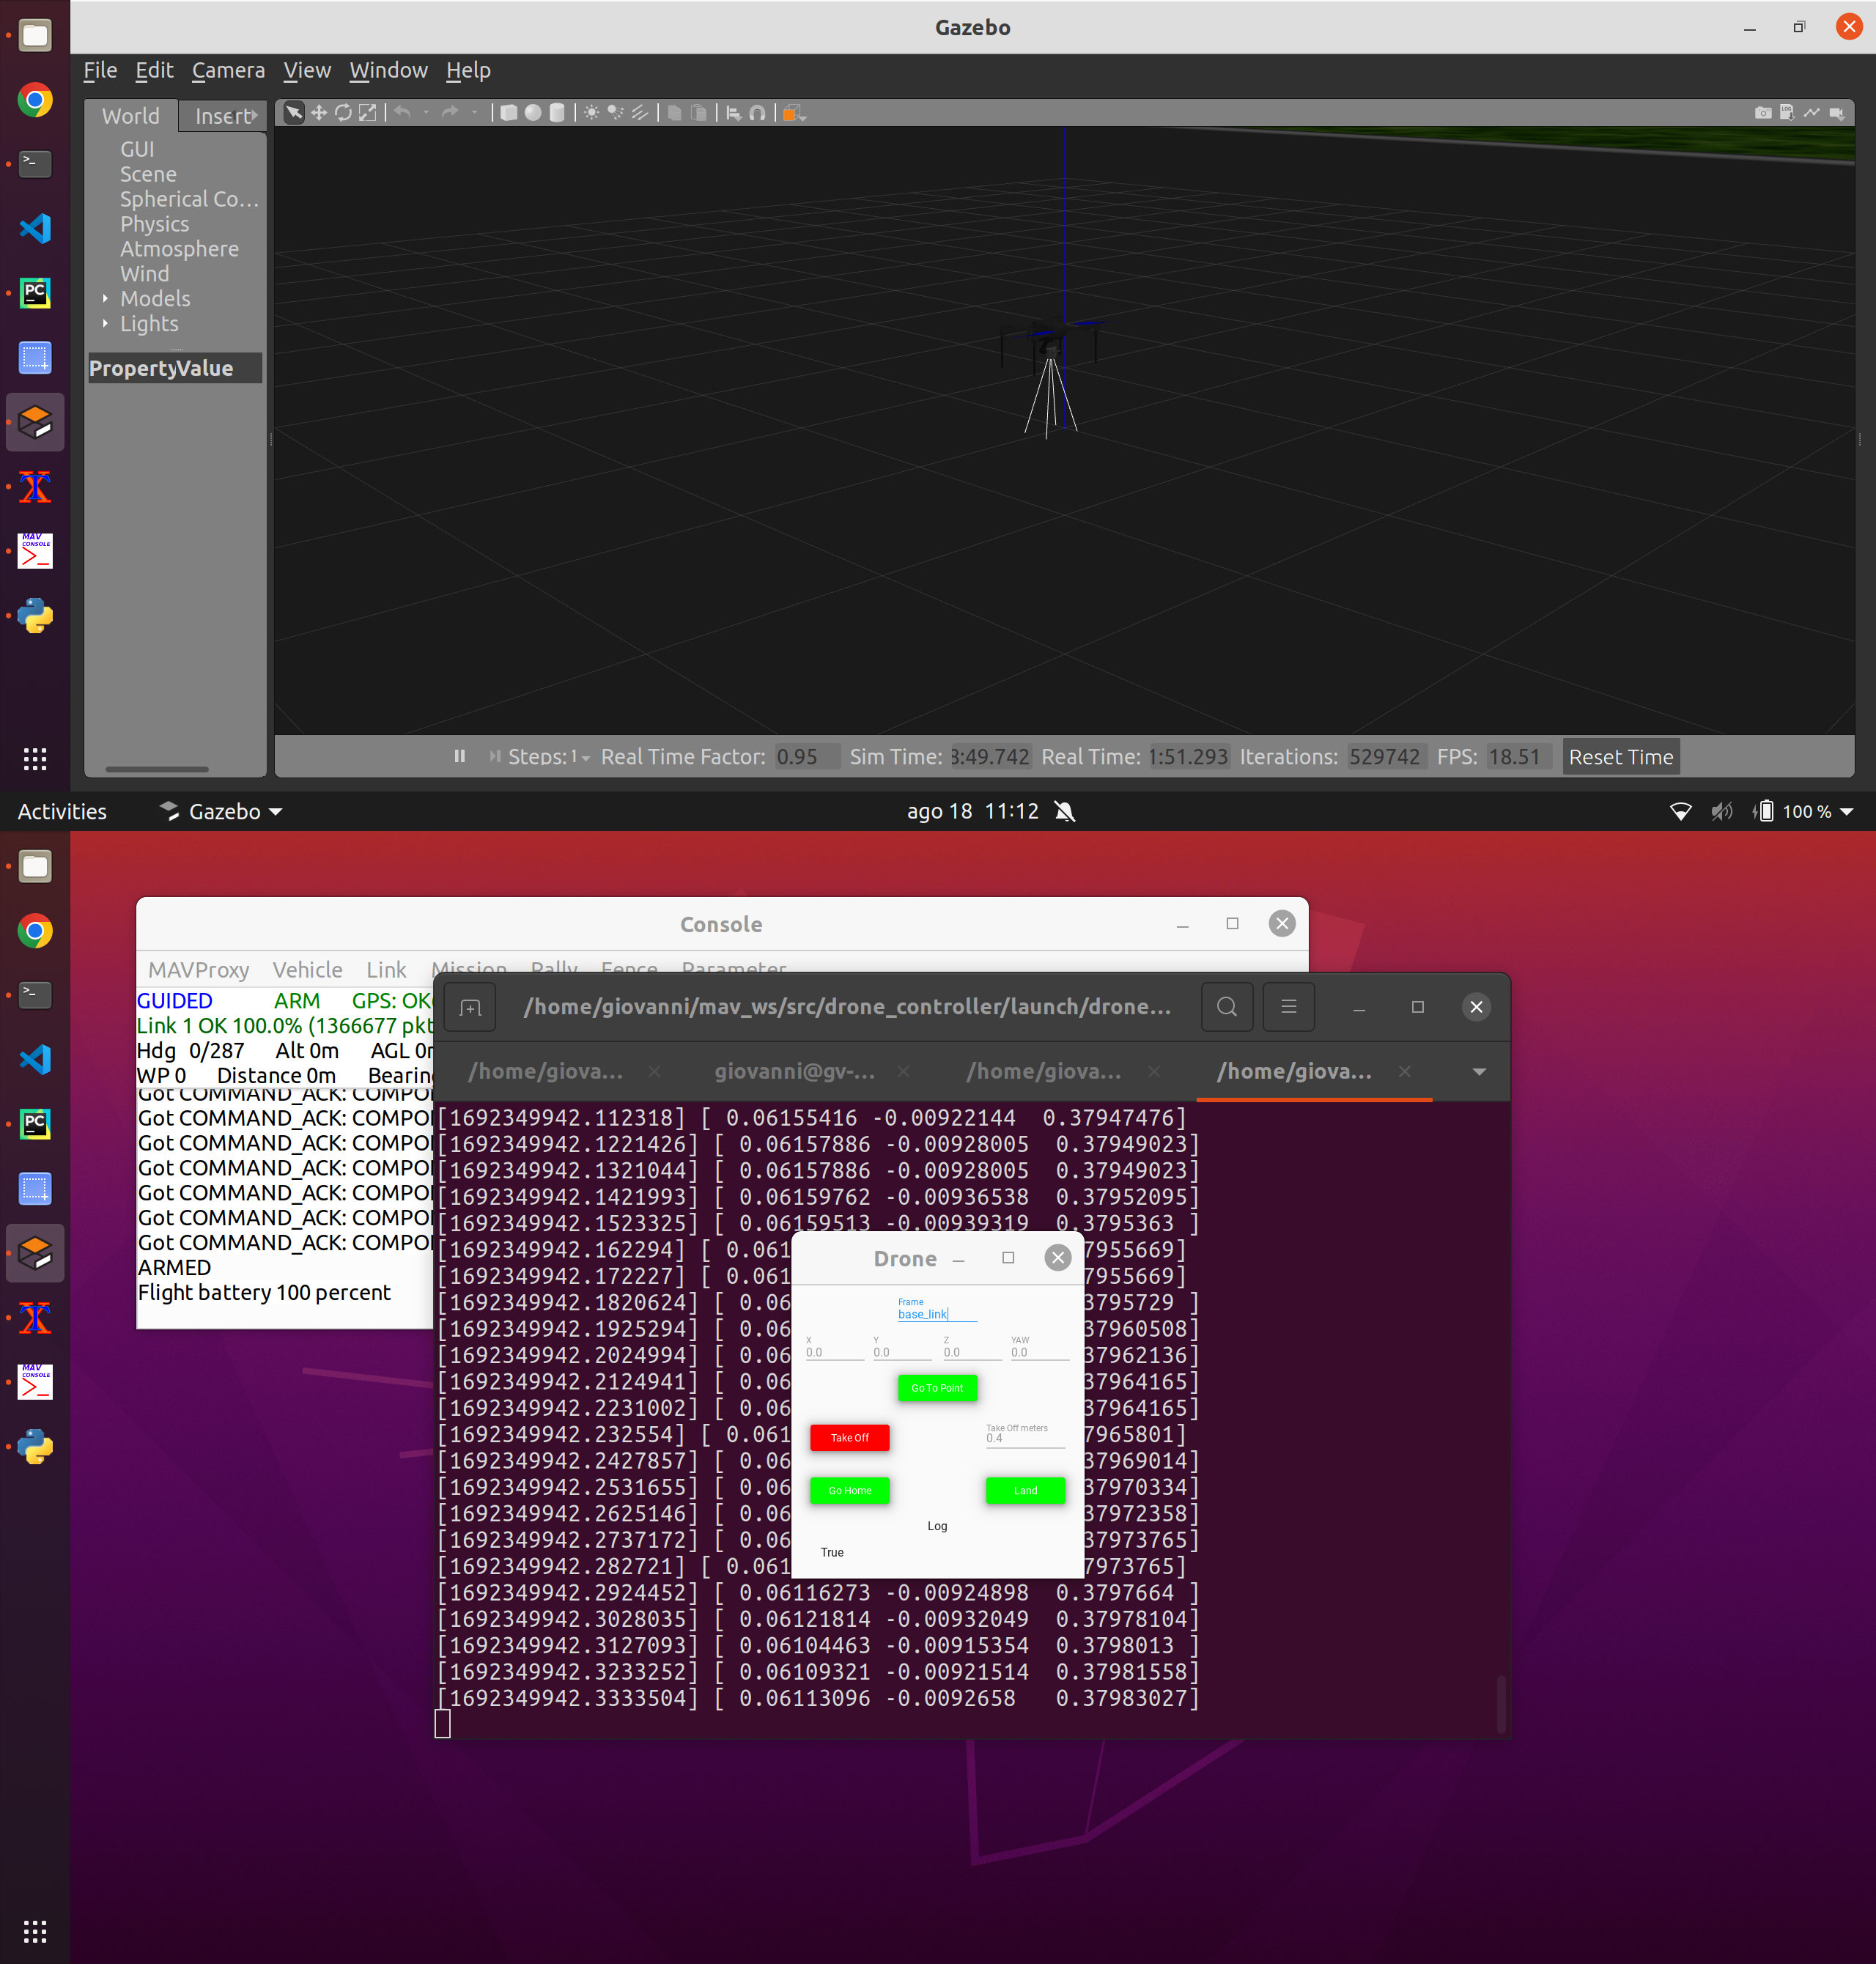 Gazebo
File Edit Camera View Window Help
World Insert
GUI
Scene
Spherical Co...
Physics
Atmosphere
Wind
Models
Lights
Property Value
Steps: 1 Real Time Factor: 0.95 Sim Time: 3:49.742 Real Time: 1:51.293 Iterations: 529742 FPS: 18.51 Reset Time
Activities Gazebo ago 18 11:12 100 %
Console
MAVProxy Vehicle Link Mission Rally Fence Parameter
GUIDED ARM GPS: OK
Link 1 OK 100.0% (1366677 pkt
Hdg 0/287 Alt 0m AGL 0
WP 0 Distance 0m Bearin
Got COMMAND_ACK: COMPO
Got COMMAND_ACK: COMPO
Got COMMAND_ACK: COMPO
Got COMMAND_ACK: COMPO
Got COMMAND_ACK: COMPO
Got COMMAND_ACK: COMPO
Got COMMAND_ACK: COMPO
ARMED
Flight battery 100 percent
/home/giovanni/mav_ws/src/drone_controller/launch/drone...
/home/giova... giovanni@gv-... /home/giova... /home/giova...
[1692349942.112318] [ 0.06155416 -0.00922144 0.37947476]
[1692349942.1221426] [ 0.06157886 -0.00928005 0.37949023]
[1692349942.1321044] [ 0.06157886 -0.00928005 0.37949023]
[1692349942.1421993] [ 0.06159762 -0.00936538 0.37952095]
[1692349942.1523325] [ 0.06159513 -0.00939319 0.3795363 ]
[1692349942.162294] [ 0.061 7955669]
[1692349942.172227] [ 0.061 7955669]
[1692349942.1820624] [ 0.06 3795729 ]
[1692349942.1925294] [ 0.06 37960508]
[1692349942.2024994] [ 0.06 37962136]
[1692349942.2124941] [ 0.06 37964165]
[1692349942.2231002] [ 0.06 37964165]
[1692349942.232554] [ 0.061 7965801]
[1692349942.2427857] [ 0.06 37969014]
[1692349942.2531655] [ 0.06 37970334]
[1692349942.2625146] [ 0.06 37972358]
[1692349942.2737172] [ 0.06 37973765]
[1692349942.282721] [ 0.061 7973765]
[1692349942.2924452] [ 0.06116273 -0.00924898 0.3797664 ]
[1692349942.3028035] [ 0.06121814 -0.00932049 0.37978104]
[1692349942.3127093] [ 0.06104463 -0.00915354 0.3798013 ]
[1692349942.3233252] [ 0.06109321 -0.00921514 0.37981558]
[1692349942.3333504] [ 0.06113096 -0.0092658 0.37983027]
Drone
Frame
base_link
X Y Z YAW
0.0 0.0 0.0 0.0
Go To Point
Take Off
Take Off meters
0.4
Go Home Land
Log
True
PC
MAV
CONSOLE
PC
MAV
CONSOLE